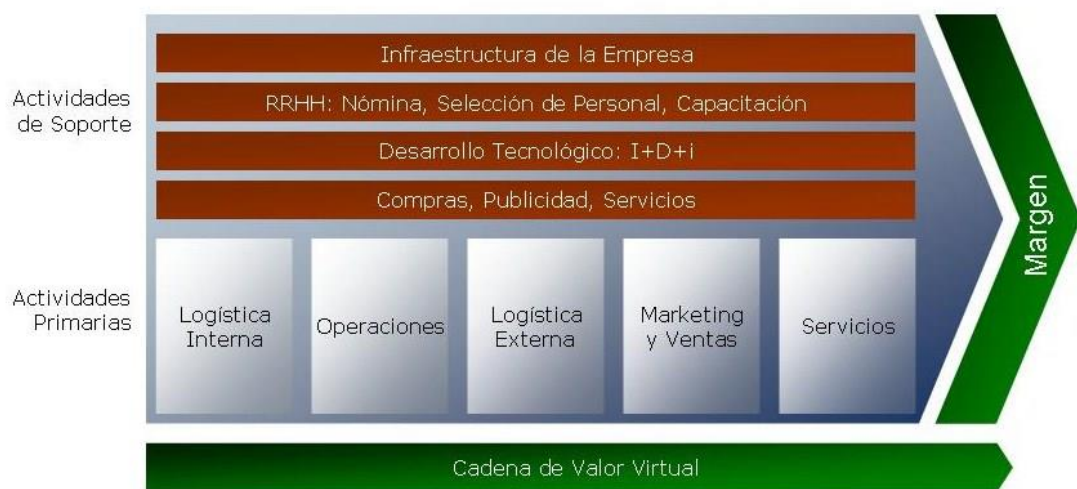 Infraestructura de la Empresa
Actividades
de Soporte
RRHH: Nómina, Selección de Personal, Capacitación
Desarrollo Tecnológico: I+D+i
Compras, Publicidad, Servicios
Margen
Actividades
Primarias
Logística
Interna
Operaciones
Logística
Externa
Marketing
y Ventas
Servicios
Cadena de Valor Virtual